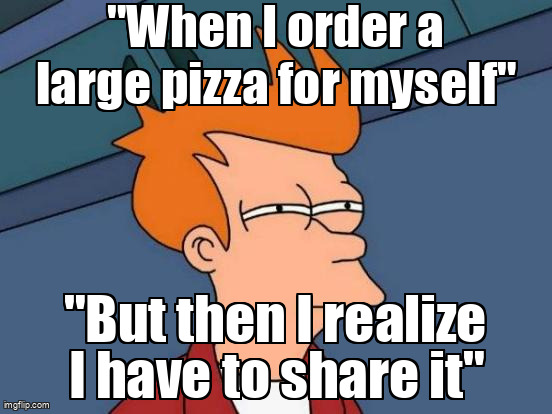 "When I order a
large pizza for myself"
"But then I realize
I have to share it"
imgflip.com